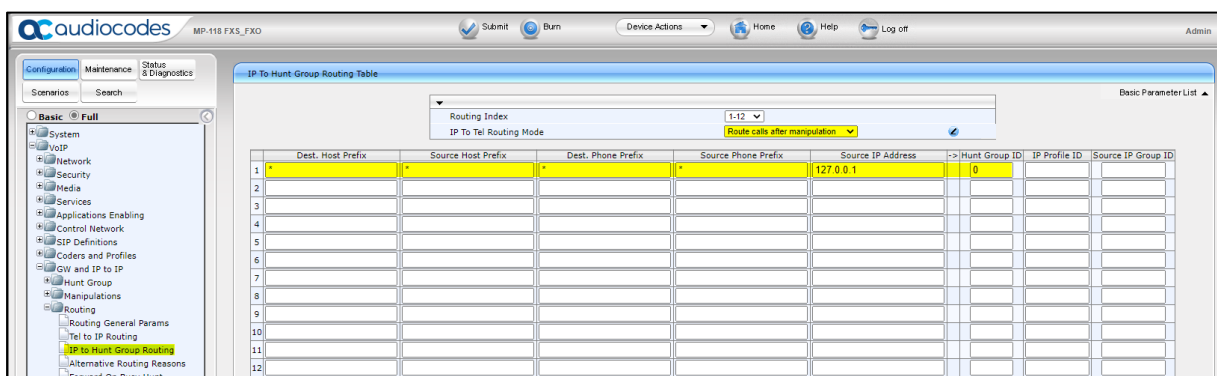 audiocodes MP-118 FXS_FXO Submit Burn Device Actions Home Help Log off Admin
Configuration Maintenance Status & Diagnostics
Scenarios Search
Basic Full
System
VoIP
Network
Security
Media
Services
Applications Enabling
Control Network
SIP Definitions
Coders and Profiles
GW and IP to IP
Hunt Group
Manipulations
Routing
Routing General Params
Tel to IP Routing
IP to Hunt Group Routing
Alternative Routing Reasons
Forward On Busy Hunt
IP To Hunt Group Routing Table
Basic Parameter List
Routing Index 1-12
IP To Tel Routing Mode Route calls after manipulation
Dest. Host Prefix Source Host Prefix Dest. Phone Prefix Source Phone Prefix Source IP Address -> Hunt Group ID IP Profile ID Source IP Group ID
1 * * * * 127.0.0.1 0
2
3
4
5
6
7
8
9
10
11
12